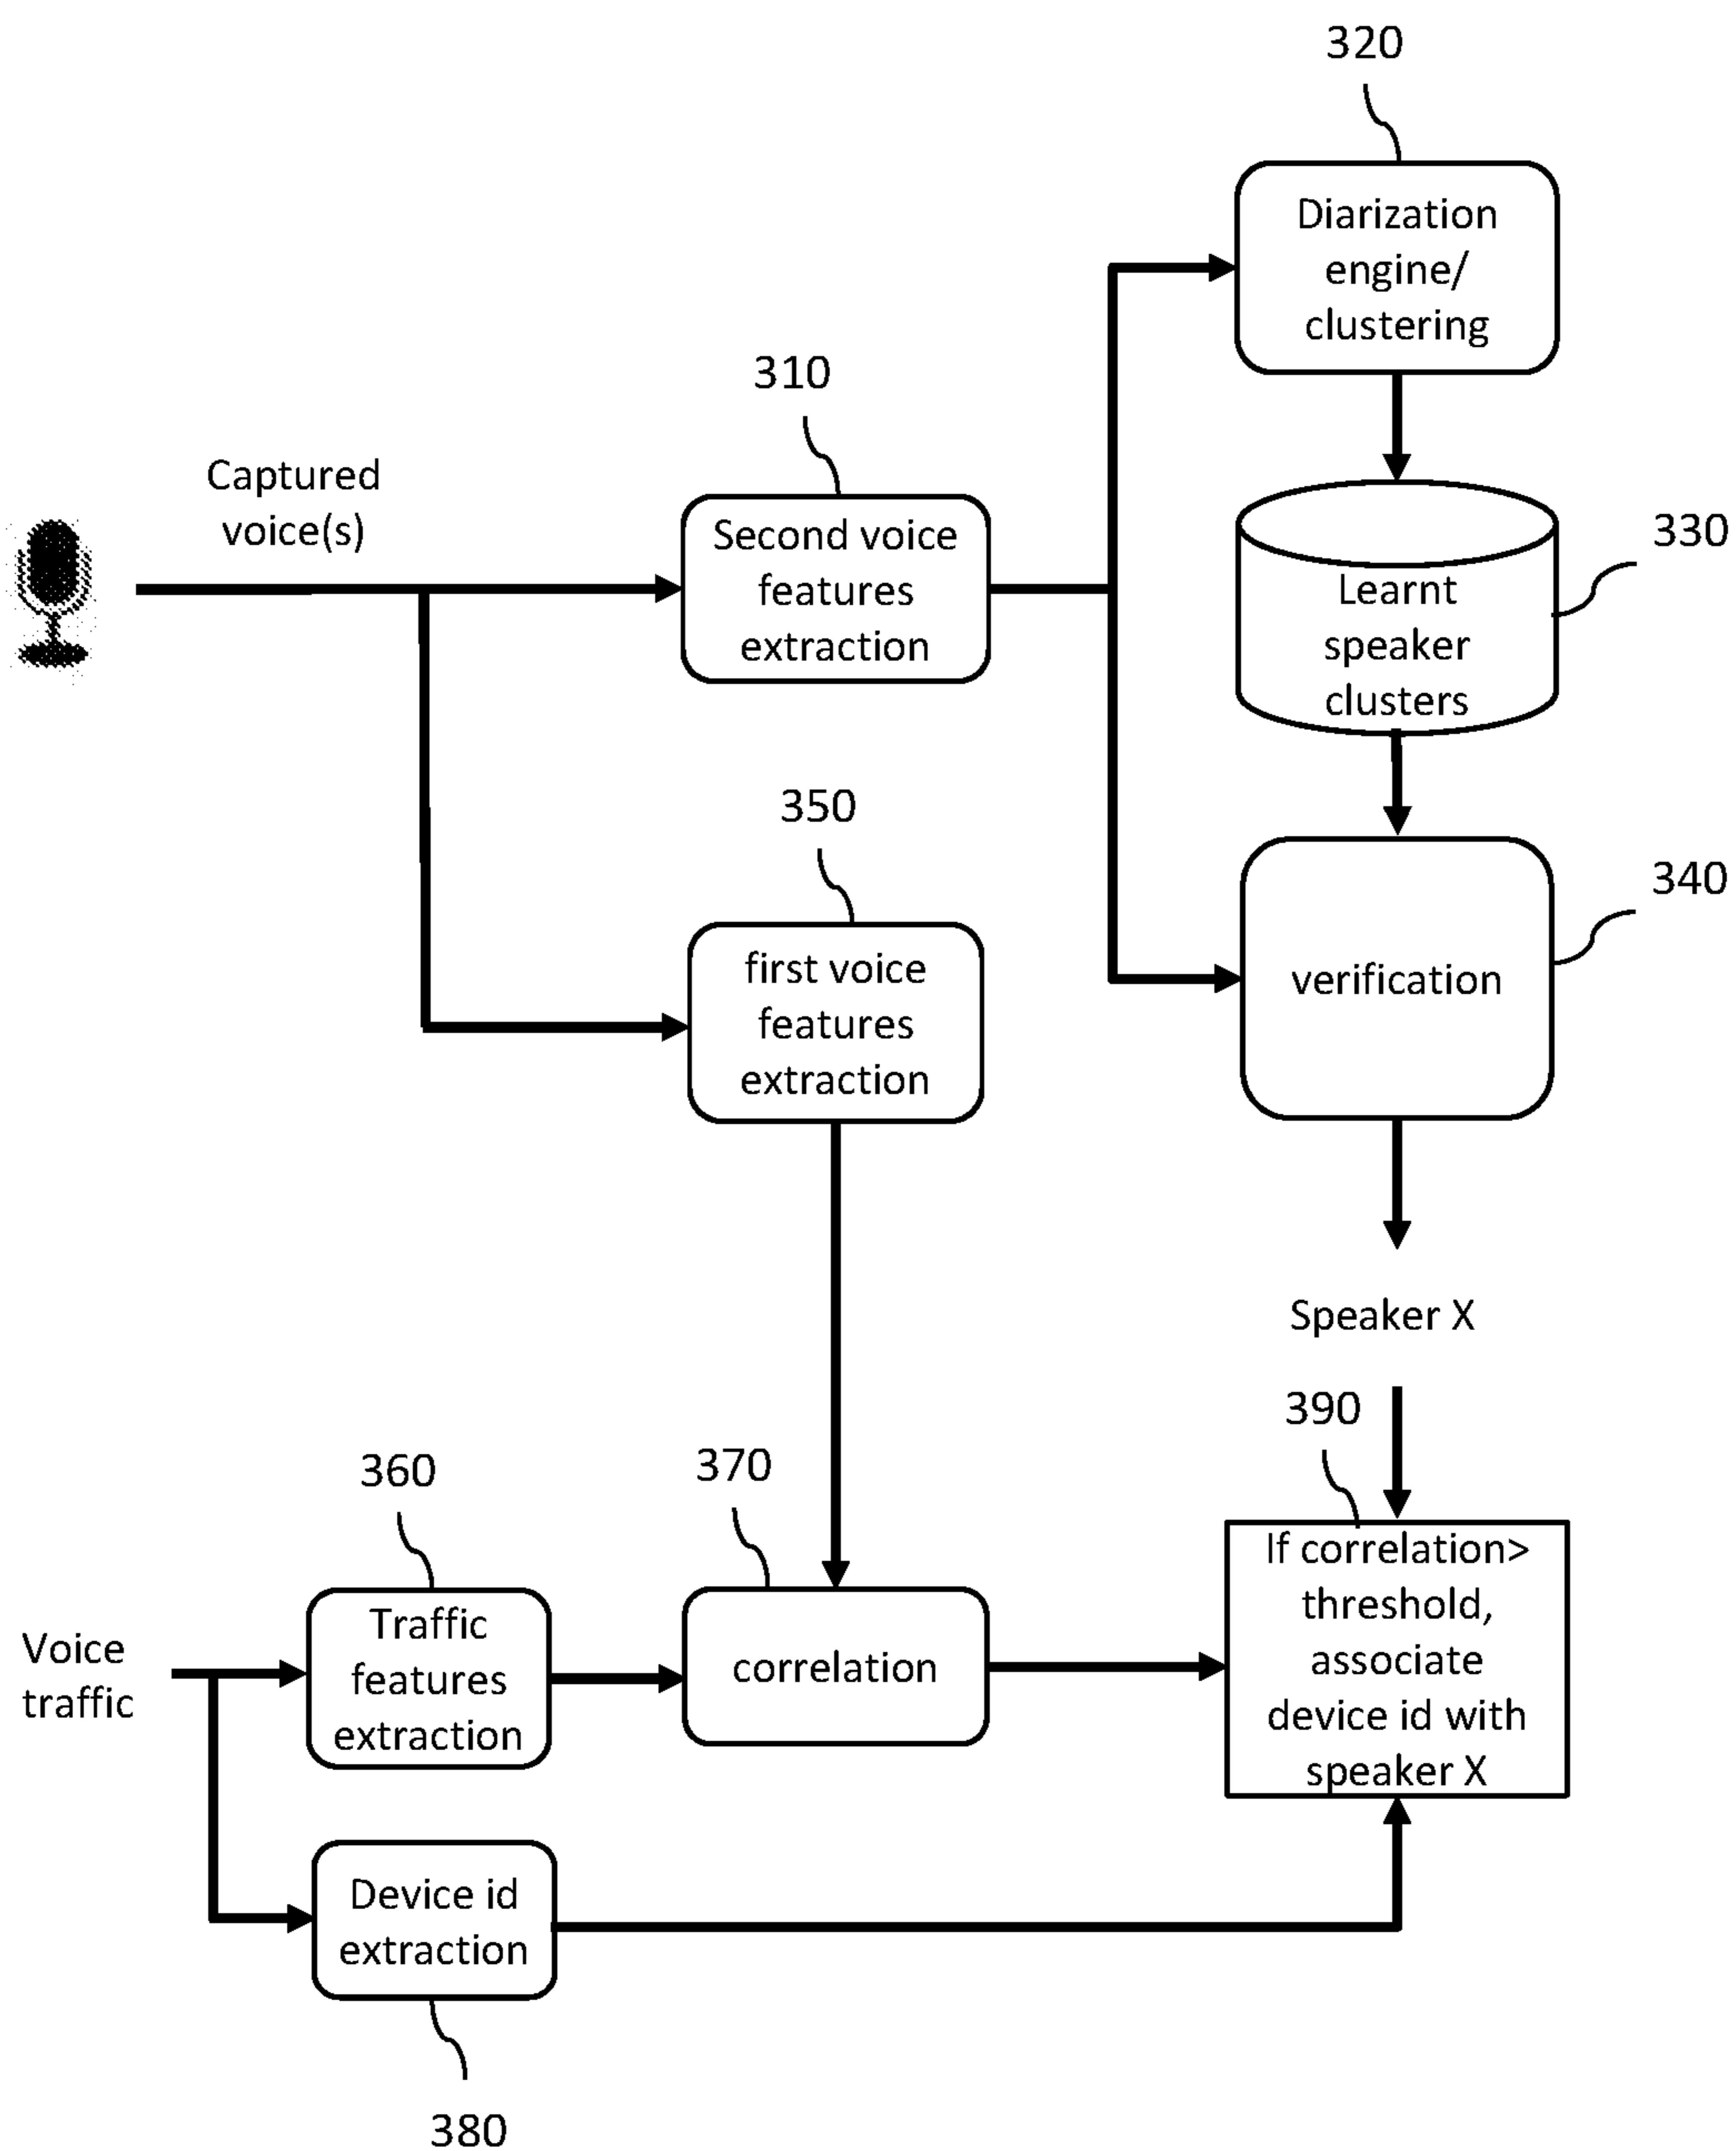 320
Diarization
engine/
clustering
310
Captured
voice(s)
Second voice
features
extraction
330
Learnt
speaker
clusters
350
340
first voice
features
extraction
verification
Speaker X
390
360
370
If correlation>
threshold,
associate
device id with
speaker X
Voice
traffic
Traffic
features
extraction
correlation
Device id
extraction
380